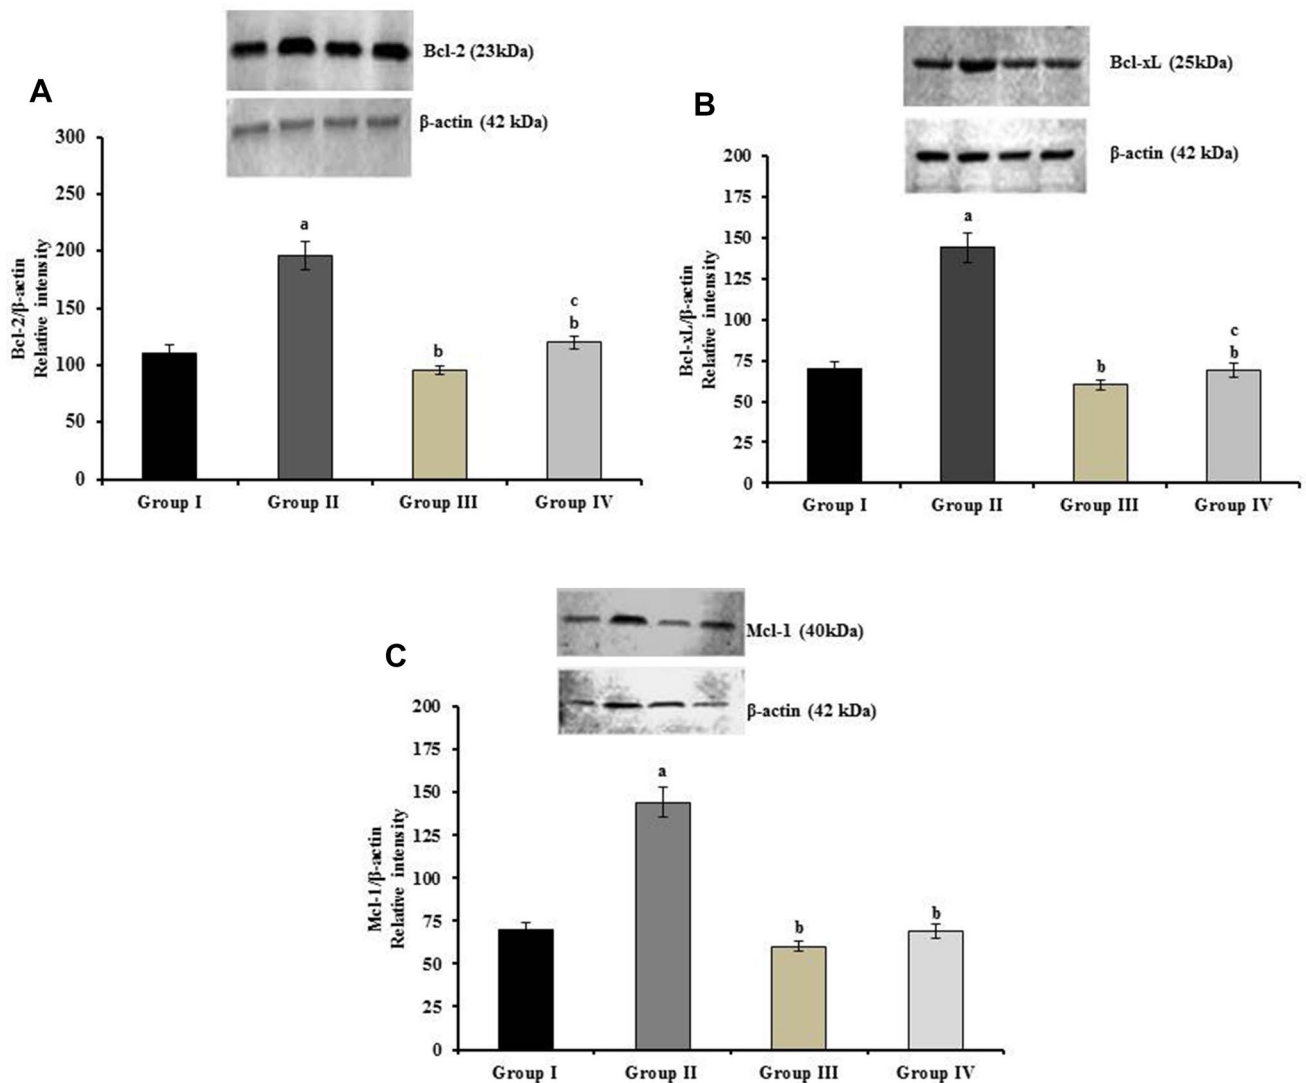 A
Bcl-2 (23kDa)
β-actin (42 kDa)
Bcl-2/β-actin
Relative intensity
300
250
200
150
100
50
0
a
b
c
b
Group I
Group II
Group III
Group IV
B
Bcl-xL (25kDa)
β-actin (42 kDa)
Bcl-xL/β-actin
Relative intensity
200
175
150
125
100
75
50
25
0
a
b
c
b
Group I
Group II
Group III
Group IV
C
Mcl-1 (40kDa)
β-actin (42 kDa)
Mcl-1/β-actin
Relative intensity
200
175
150
125
100
75
50
25
0
a
b
b
Group I
Group II
Group III
Group IV